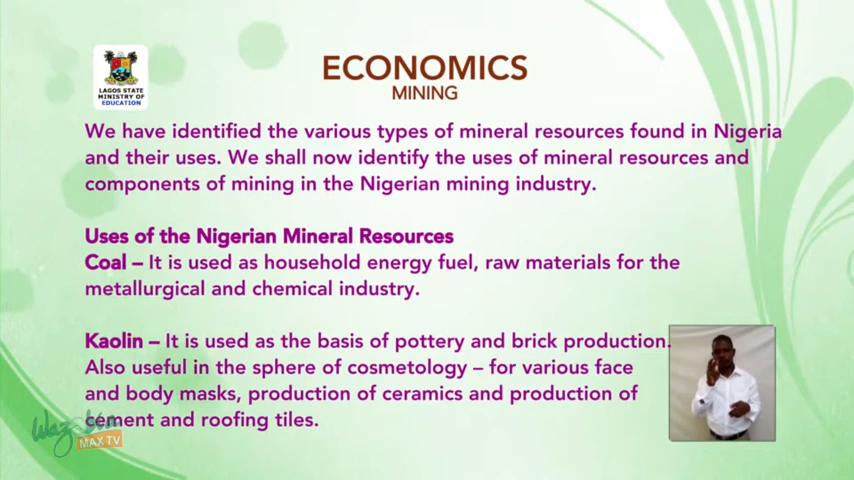 LAGOS STATE
MINISTRY OF
EDUCATION
ECONOMICS
MINING
We have identified the various types of mineral resources found in Nigeria
and their uses. We shall now identify the uses of mineral resources and
components of mining in the Nigerian mining industry.
Uses of the Nigerian Mineral Resources
Coal – It is used as household energy fuel, raw materials for the
metallurgical and chemical industry.
Kaolin – It is used as the basis of pottery and brick production.
Also useful in the sphere of cosmetology – for various face
and body masks, production of ceramics and production of
cement and roofing tiles.
Wazobia
MAX TV